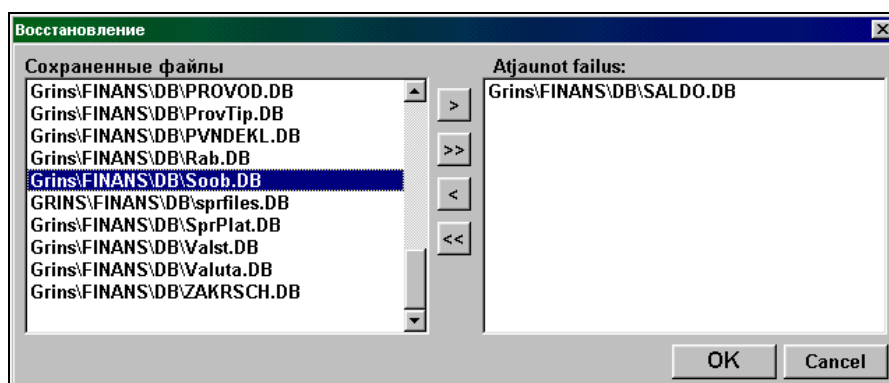 Восстановление
Сохраненные файлы
Grins\FINANS\DB\PROVOD.DB
Grins\FINANS\DB\ProvTip.DB
Grins\FINANS\DB\PVNDEKL.DB
Grins\FINANS\DB\Rab.DB
Grins\FINANS\DB\Soob.DB
GRINS\FINANS\DB\sprfiles.DB
Grins\FINANS\DB\SprPlat.DB
Grins\FINANS\DB\Valst.DB
Grins\FINANS\DB\Valuta.DB
Grins\FINANS\DB\ZAKRSCH.DB
>
>>
<
<<
Atjaunot failus:
Grins\FINANS\DB\SALDO.DB
OK
Cancel